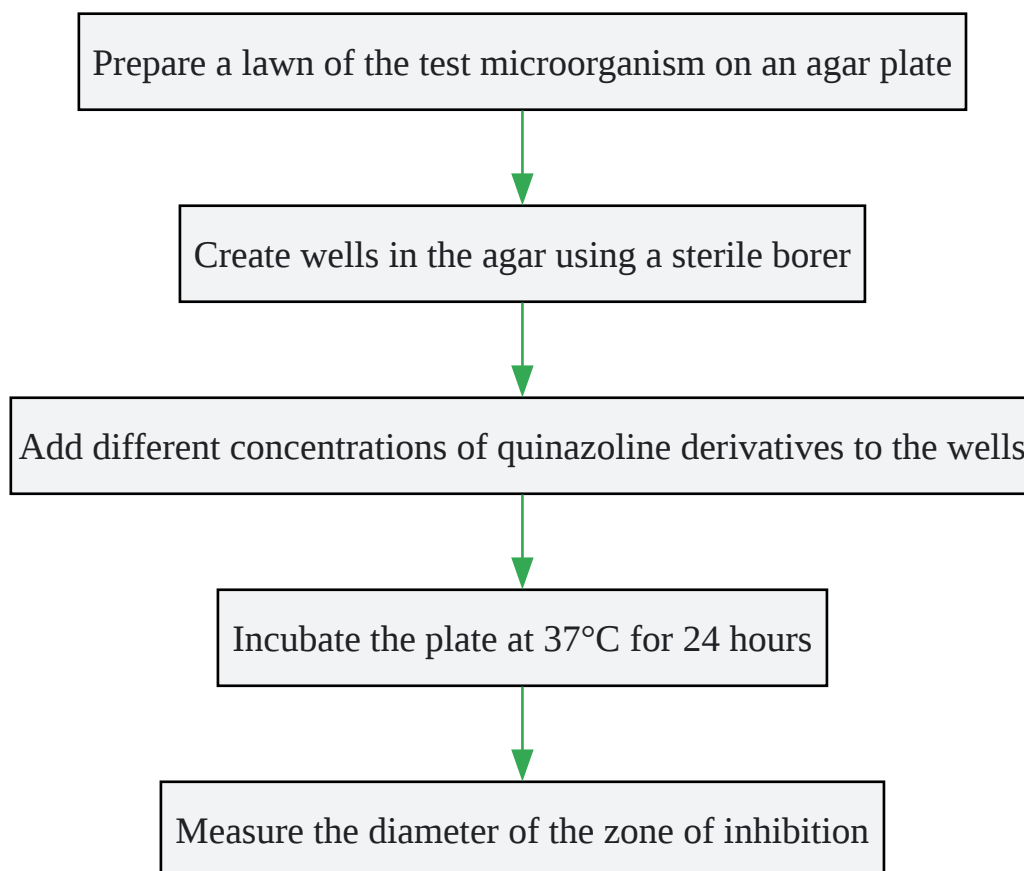 Prepare a lawn of the test microorganism on an agar plate
Create wells in the agar using a sterile borer
Add different concentrations of quinazoline derivatives to the wells
Incubate the plate at 37°C for 24 hours
Measure the diameter of the zone of inhibition